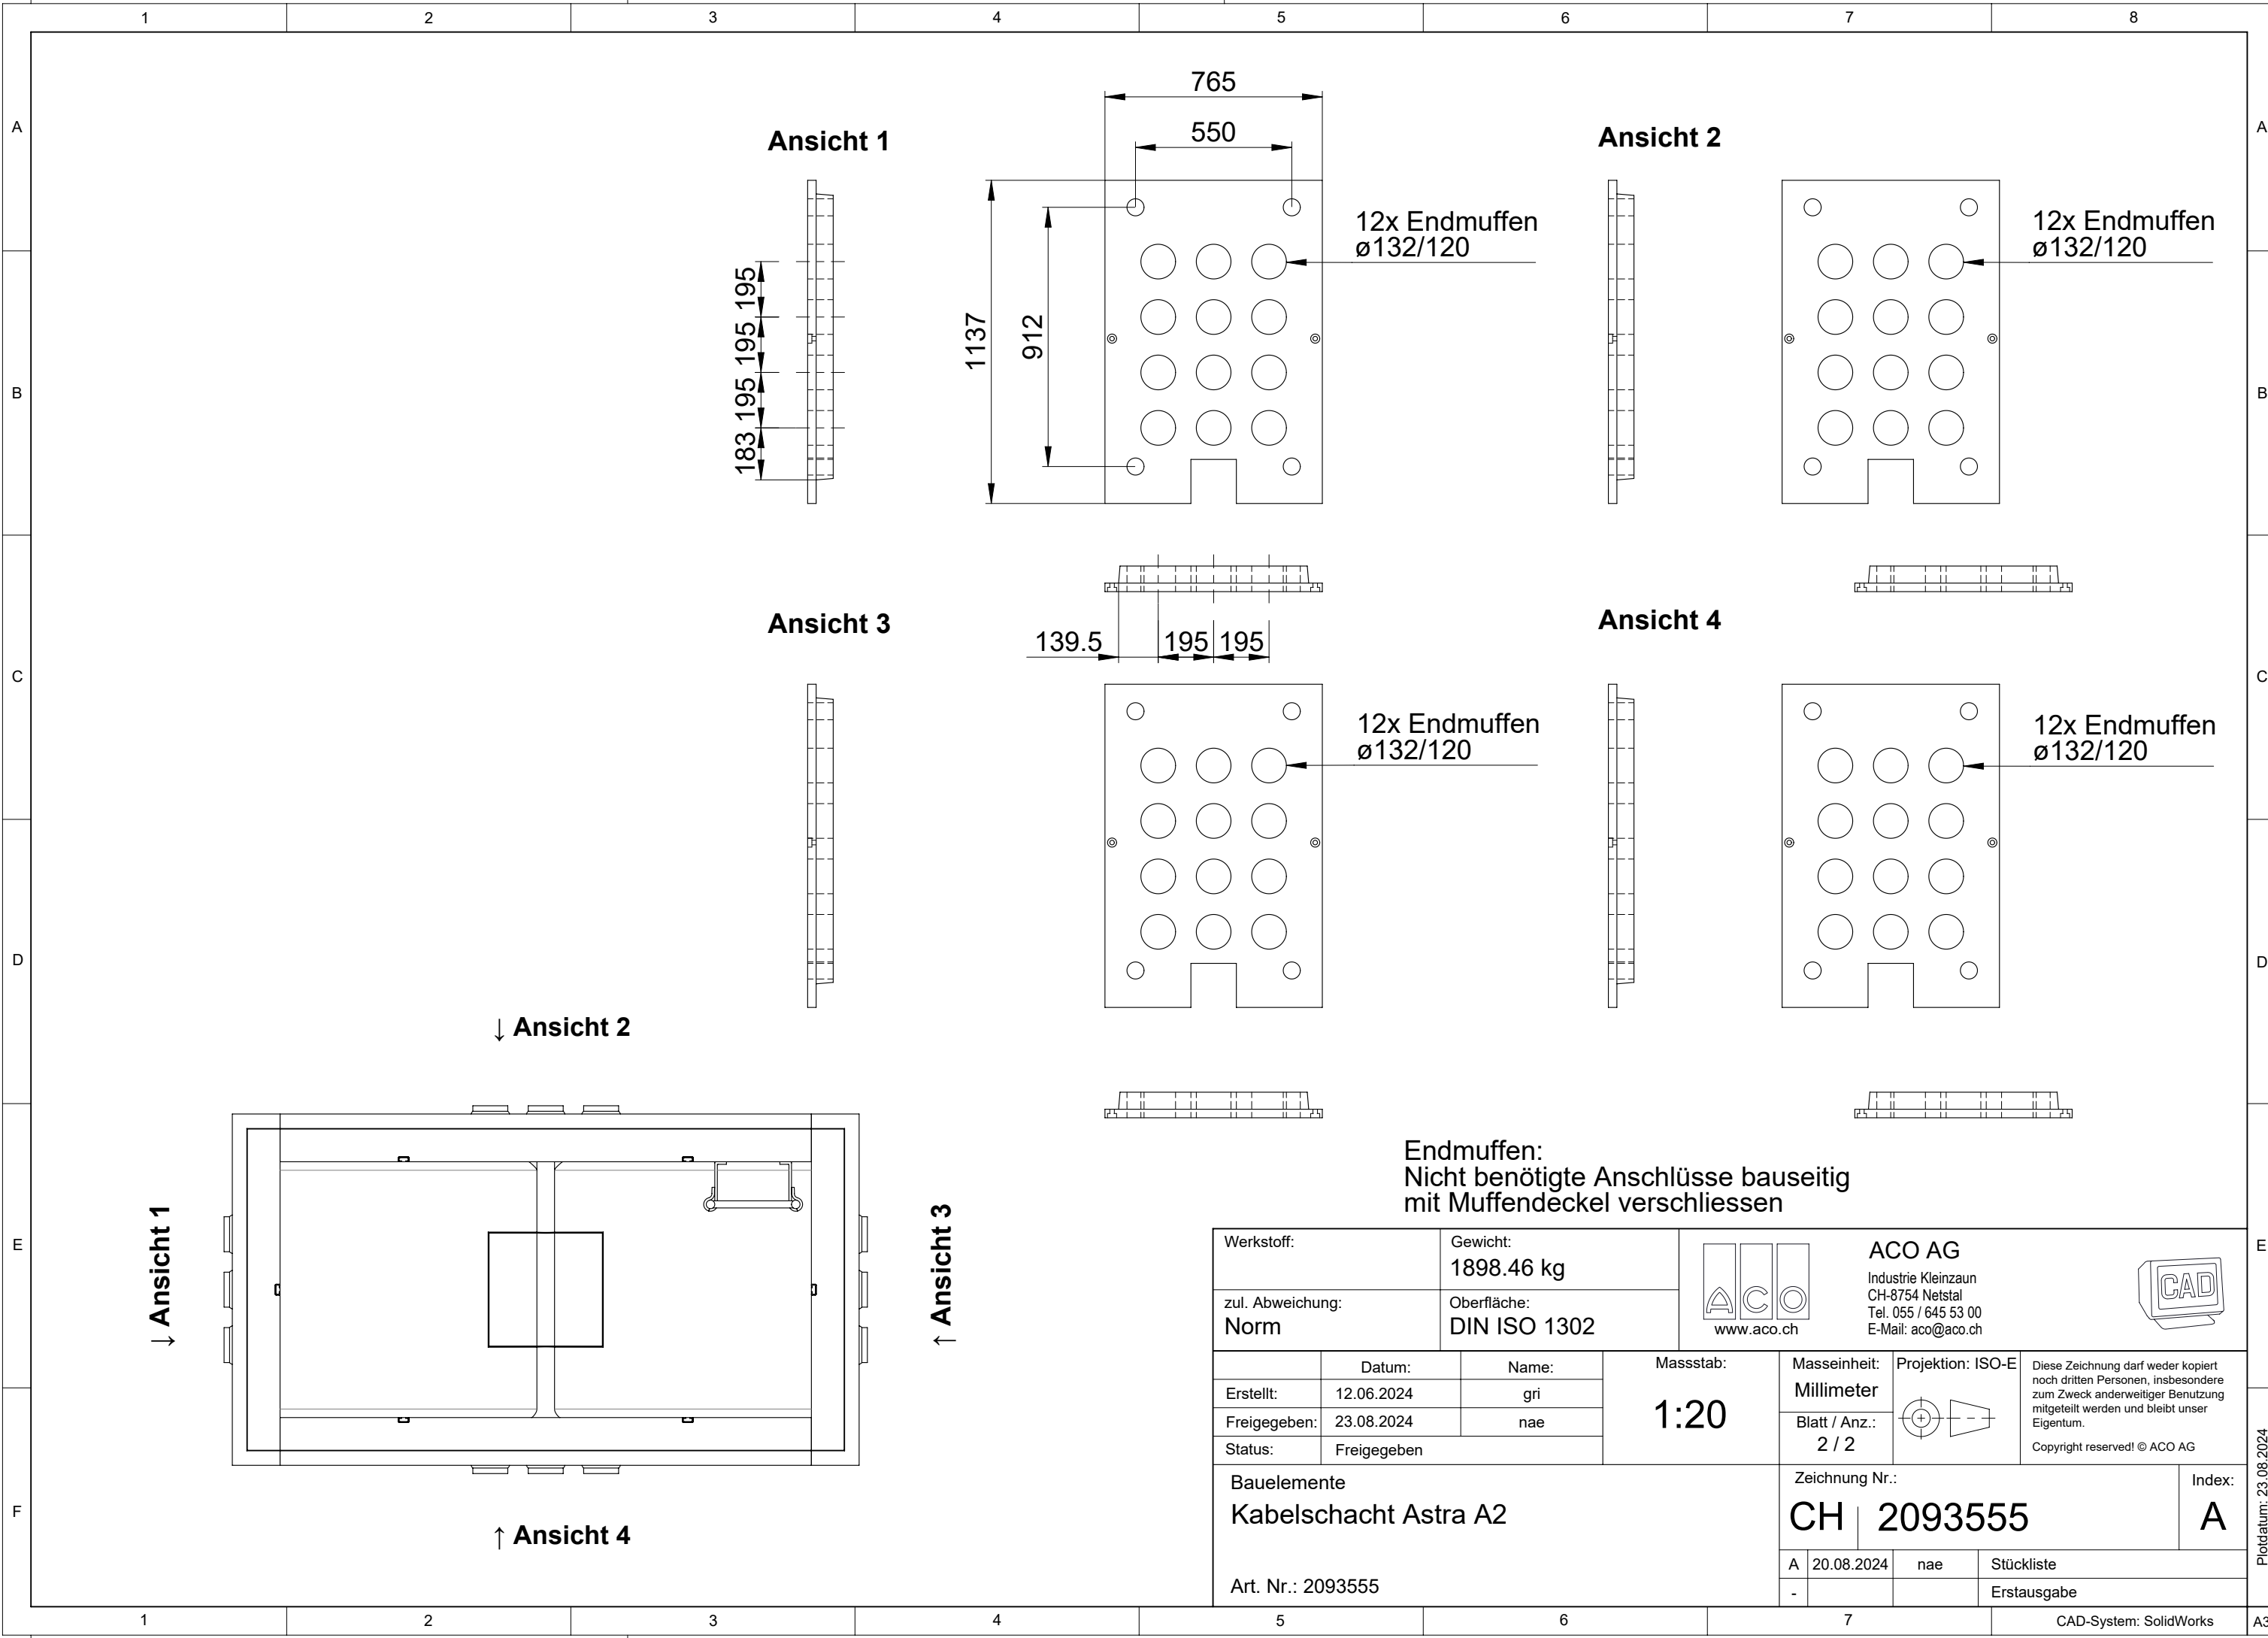 1 2 3 4 5 6 7 8
A
A
B
B
C
C
D
D
E
E
F
Ansicht 1
765
550
1137
912
195
195
195
183
12x Endmuffen
ø132/120
139.5
195
195
Ansicht 2
12x Endmuffen
ø132/120
Ansicht 3
12x Endmuffen
ø132/120
Ansicht 4
12x Endmuffen
ø132/120
↓ Ansicht 2
↓ Ansicht 1
↑ Ansicht 3
↑ Ansicht 4
Endmuffen:
Nicht benötigte Anschlüsse bauseitig
mit Muffendeckel verschliessen
Werkstoff:
Gewicht:
1898.46 kg
zul. Abweichung:
Norm
Oberfläche:
DIN ISO 1302
ACO
www.aco.ch
ACO AG
Industrie Kleinzaun
CH-8754 Netstal
Tel. 055 / 645 53 00
E-Mail: aco@aco.ch
CAD
Datum: Name:
Erstellt: 12.06.2024 gri
Freigegeben: 23.08.2024 nae
Status: Freigegeben
Massstab:
1:20
Masseinheit:
Millimeter
Blatt / Anz.:
2 / 2
Projektion: ISO-E
Diese Zeichnung darf weder kopiert
noch dritten Personen, insbesondere
zum Zweck anderweitiger Benutzung
mitgeteilt werden und bleibt unser
Eigentum.
Copyright reserved! © ACO AG
Bauelemente
Kabelschacht Astra A2
Art. Nr.: 2093555
Zeichnung Nr.:
CH 2093555
Index:
A
A 20.08.2024 nae Stückliste
- Erstausgabe
Plotdatum: 23.08.2024
1 2 3 4 5 6 7
CAD-System: SolidWorks
A3